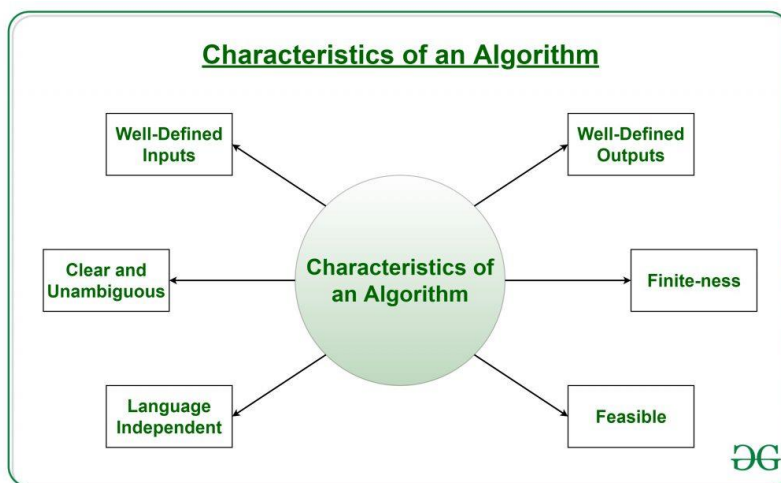 Characteristics of an Algorithm
Well-Defined
Inputs
Well-Defined
Outputs
Clear and
Unambiguous
Characteristics of
an Algorithm
Finite-ness
Language
Independent
Feasible